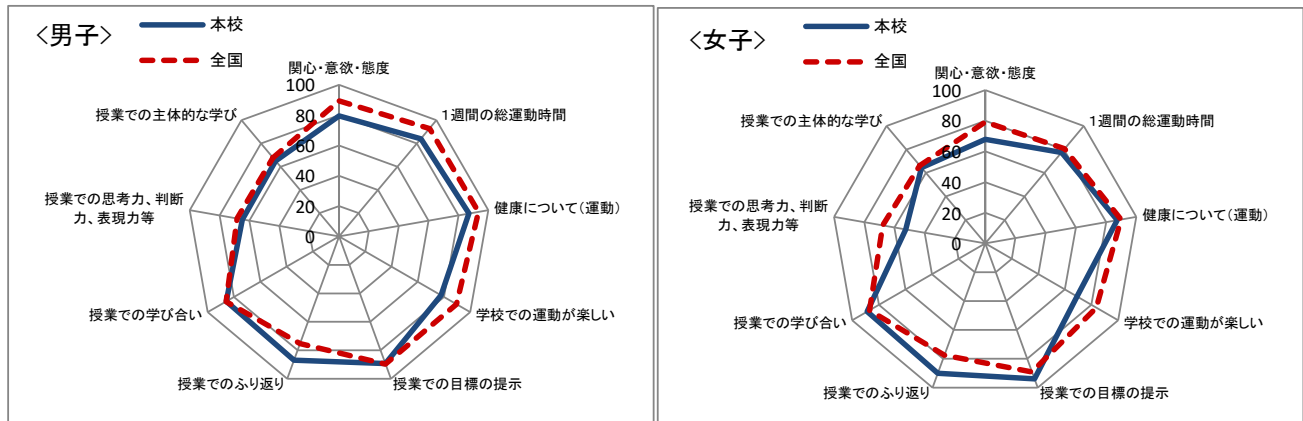 <男子>
本校
全国
関心・意欲・態度
1週間の総運動時間
健康について(運動)
学校での運動が楽しい
授業での目標の提示
授業でのふり返り
授業での学び合い
授業での思考力、判断
力、表現力等
授業での主体的な学び
100
80
60
40
20
0
<女子>
本校
全国
関心・意欲・態度
1週間の総運動時間
健康について(運動)
学校での運動が楽しい
授業での目標の提示
授業でのふり返り
授業での学び合い
授業での思考力、判断
力、表現力等
授業での主体的な学び
100
80
60
40
20
0